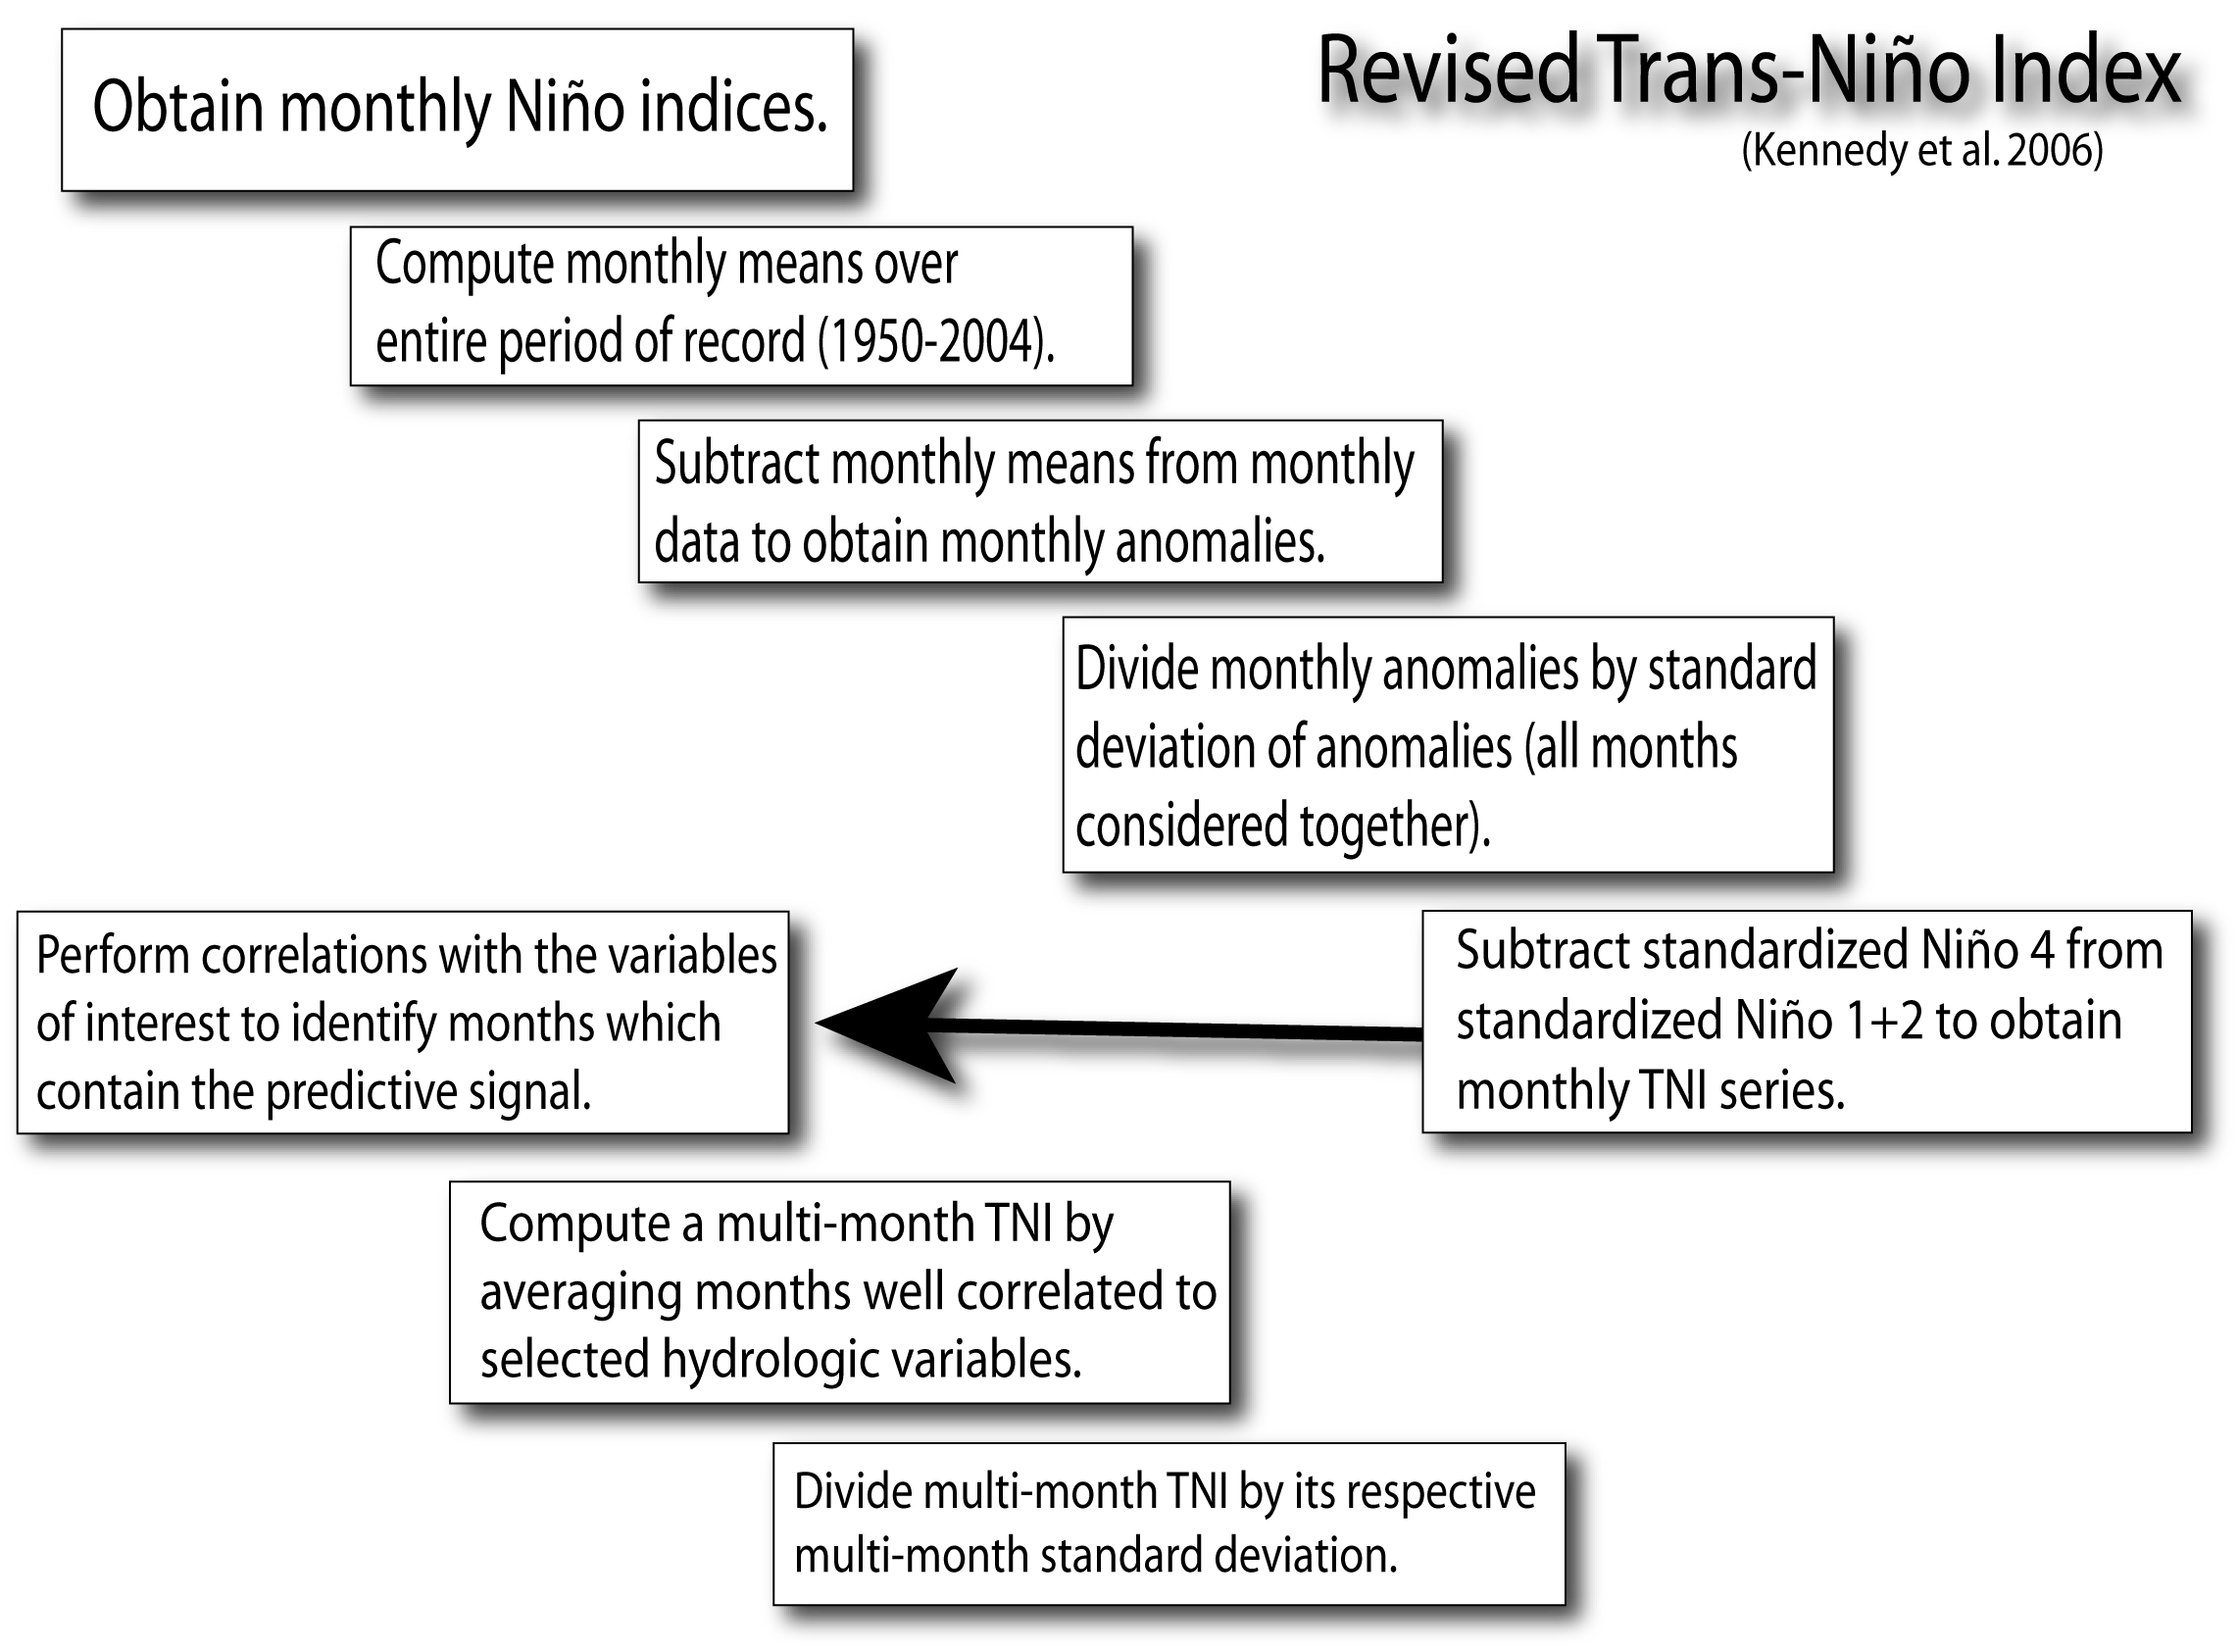 Revised Trans-Niño Index
(Kennedy et al. 2006)
Obtain monthly Niño indices.
Compute monthly means over
entire period of record (1950-2004).
Subtract monthly means from monthly
data to obtain monthly anomalies.
Divide monthly anomalies by standard
deviation of anomalies (all months
considered together).
Subtract standardized Niño 4 from
standardized Niño 1+2 to obtain
monthly TNI series.
Perform correlations with the variables
of interest to identify months which
contain the predictive signal.
Compute a multi-month TNI by
averaging months well correlated to
selected hydrologic variables.
Divide multi-month TNI by its respective
multi-month standard deviation.